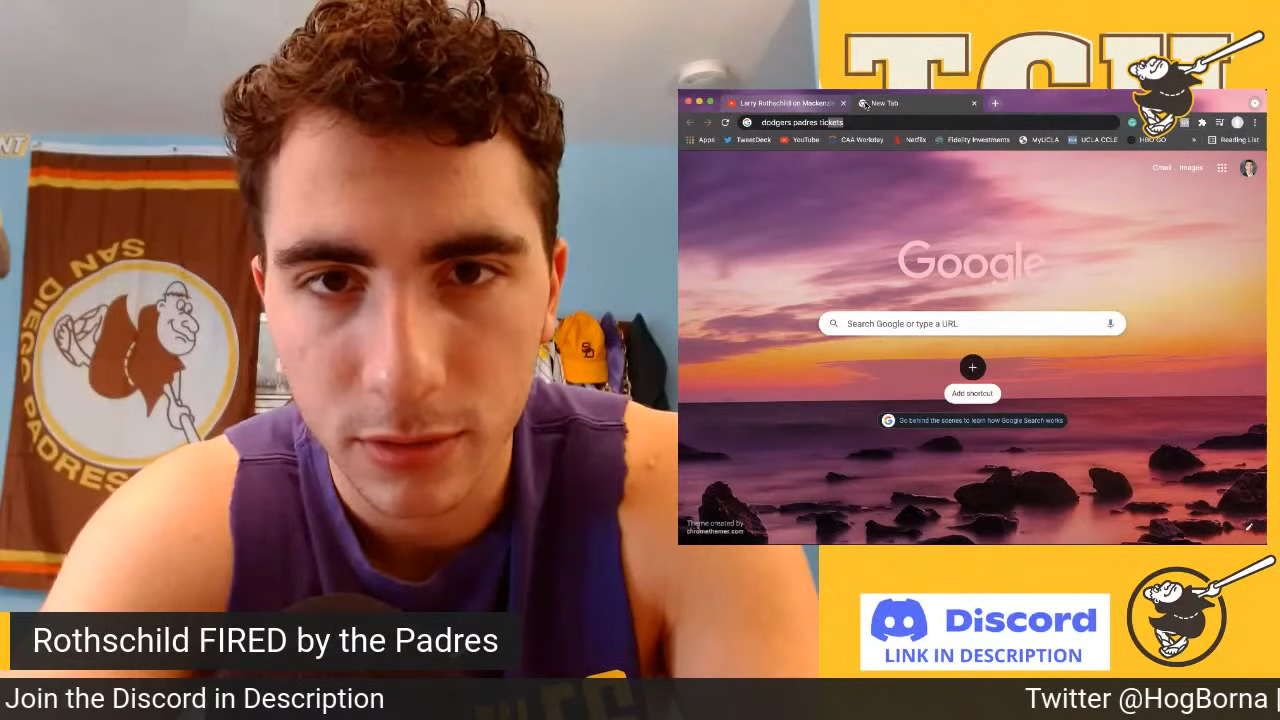 TCH
NT
SAN DIEGO PADRES
SD
Larry Rothschild on Mackenzie
New Tab
dodgers padres tickets
Apps
TweetDeck
YouTube
CAA Workday
Netflix
Fidelity Investments
MyUCLA
UCLA CCLE
HBO GO
»
Reading List
Gmail
Images
Google
Search Google or type a URL
Add shortcut
Go behind the scenes to learn how Google Search works
Theme created by
chromethemer.com
Rothschild FIRED by the Padres
Discord
LINK IN DESCRIPTION
Join the Discord in Description
Twitter @HogBorna |